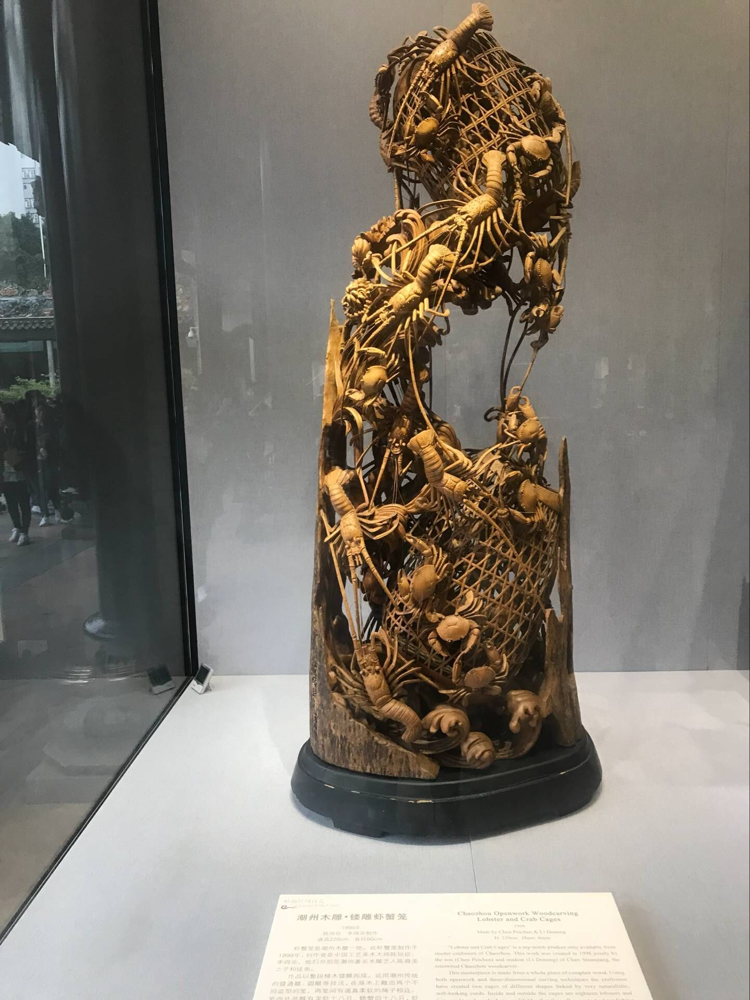 岭南民间百艺
Lingnan Folk Crafts
潮州木雕·镂雕虾蟹笼
1998年
陈培臣 李得浓制作
通高220cm 直径80cm
虾蟹笼是潮州木雕一绝。此虾蟹笼制作于
1998年，创作者是中国工艺美术大师陈培臣、
李得浓。他们分别是潮州著名木雕艺人陈舜羌
之子和徒弟。
作品以整段樟木镂雕而成。运用潮州传统
的镂通雕、圆雕等技法，在原木上雕出两个不
同造型的笼，两笼间有逼真柔软的绳子相连，
笼内外共雕有龙虾十八只、螃蟹四十八只，虾
Chaozhou Openwork Woodcarving
Lobster and Crab Cages
1998
Made by Chen Peichen & Li Denong
H. 220cm Diam. 80cm
"Lobster and Crab Cages" is a top-notch product only available from
master craftsmen of Chaozhou. This work was created in 1998 jointly by
the son (Chen Peichen) and student (Li Denong) of Chen Shunqiang, the
renowned Chaozhou woodcarver.
This masterpiece is made from a whole piece of camphor wood. Using
both openwork and three-dimensional carving techniques the craftsmen
have created two cages of different shapes linked by very naturalistic,
soft-looking cords. Inside and outside the cages are eighteen lobsters and